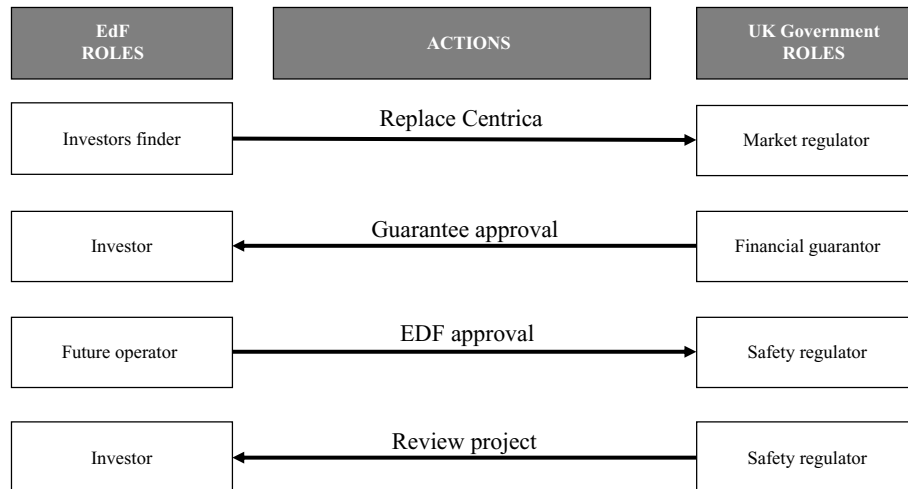 EdF
ROLES
ACTIONS
UK Government
ROLES
Investors finder
Replace Centrica
Market regulator
Investor
Guarantee approval
Financial guarantor
Future operator
EDF approval
Safety regulator
Investor
Review project
Safety regulator